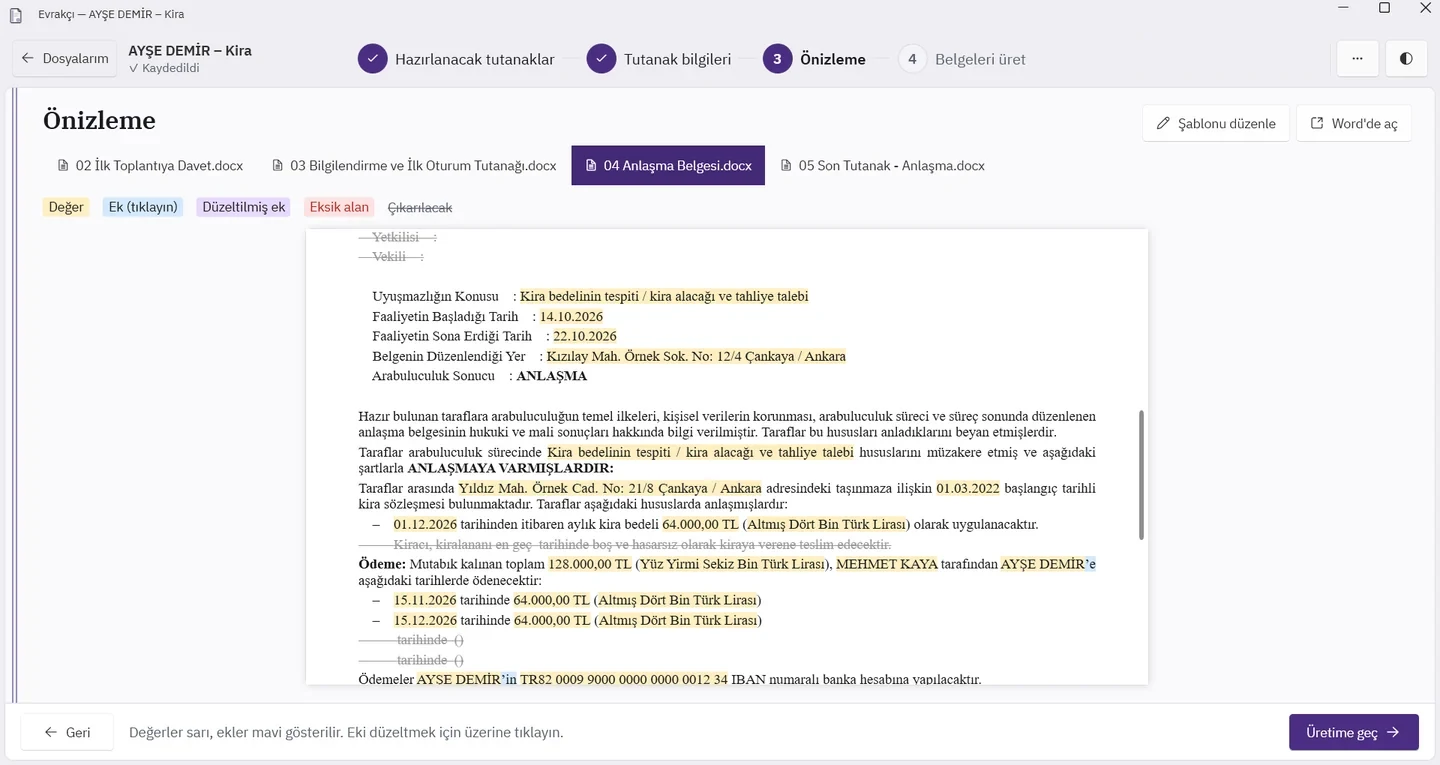 Evrakçı — AYŞE DEMİR – Kira
Dosyalarım
AYŞE DEMİR – Kira
✓ Kaydedildi
Hazırlanacak tutanaklar
Tutanak bilgileri
3 Önizleme
4 Belgeleri üret
Önizleme
Şablonu düzenle
Word'de aç
02 İlk Toplantıya Davet.docx
03 Bilgilendirme ve İlk Oturum Tutanağı.docx
04 Anlaşma Belgesi.docx
05 Son Tutanak - Anlaşma.docx
Değer
Ek (tıklayın)
Düzeltilmiş ek
Eksik alan
Çıkarılacak
Yetkilisi :
Vekili :
Uyuşmazlığın Konusu : Kira bedelinin tespiti / kira alacağı ve tahliye talebi
Faaliyetin Başladığı Tarih : 14.10.2026
Faaliyetin Sona Erdiği Tarih : 22.10.2026
Belgenin Düzenlendiği Yer : Kızılay Mah. Örnek Sok. No: 12/4 Çankaya / Ankara
Arabuluculuk Sonucu : ANLAŞMA
Hazır bulunan taraflara arabuluculuğun temel ilkeleri, kişisel verilerin korunması, arabuluculuk süreci ve süreç sonunda düzenlenen
anlaşma belgesinin hukuki ve mali sonuçları hakkında bilgi verilmiştir. Taraflar bu hususları anladıklarını beyan etmişlerdir.
Taraflar arabuluculuk sürecinde Kira bedelinin tespiti / kira alacağı ve tahliye talebi hususlarını müzakere etmiş ve aşağıdaki
şartlarla ANLAŞMAYA VARMIŞLARDIR:
Taraflar arasında Yıldız Mah. Örnek Cad. No: 21/8 Çankaya / Ankara adresindeki taşınmaza ilişkin 01.03.2022 başlangıç tarihli
kira sözleşmesi bulunmaktadır. Taraflar aşağıdaki hususlarda anlaşmışlardır:
– 01.12.2026 tarihinden itibaren aylık kira bedeli 64.000,00 TL (Altmış Dört Bin Türk Lirası) olarak uygulanacaktır.
Kiracı, kiralananı en geç tarihinde boş ve hasarsız olarak kiraya verene teslim edecektir.
Ödeme: Mutabık kalınan toplam 128.000,00 TL (Yüz Yirmi Sekiz Bin Türk Lirası), MEHMET KAYA tarafından AYŞE DEMİR’e
aşağıdaki tarihlerde ödenecektir:
– 15.11.2026 tarihinde 64.000,00 TL (Altmış Dört Bin Türk Lirası)
– 15.12.2026 tarihinde 64.000,00 TL (Altmış Dört Bin Türk Lirası)
tarihinde ()
tarihinde ()
Ödemeler AYŞE DEMİR’in TR82 0009 9000 0000 0000 0012 34 IBAN numaralı banka hesabına yapılacaktır.
Geri
Değerler sarı, ekler mavi gösterilir. Eki düzeltmek için üzerine tıklayın.
Üretime geç